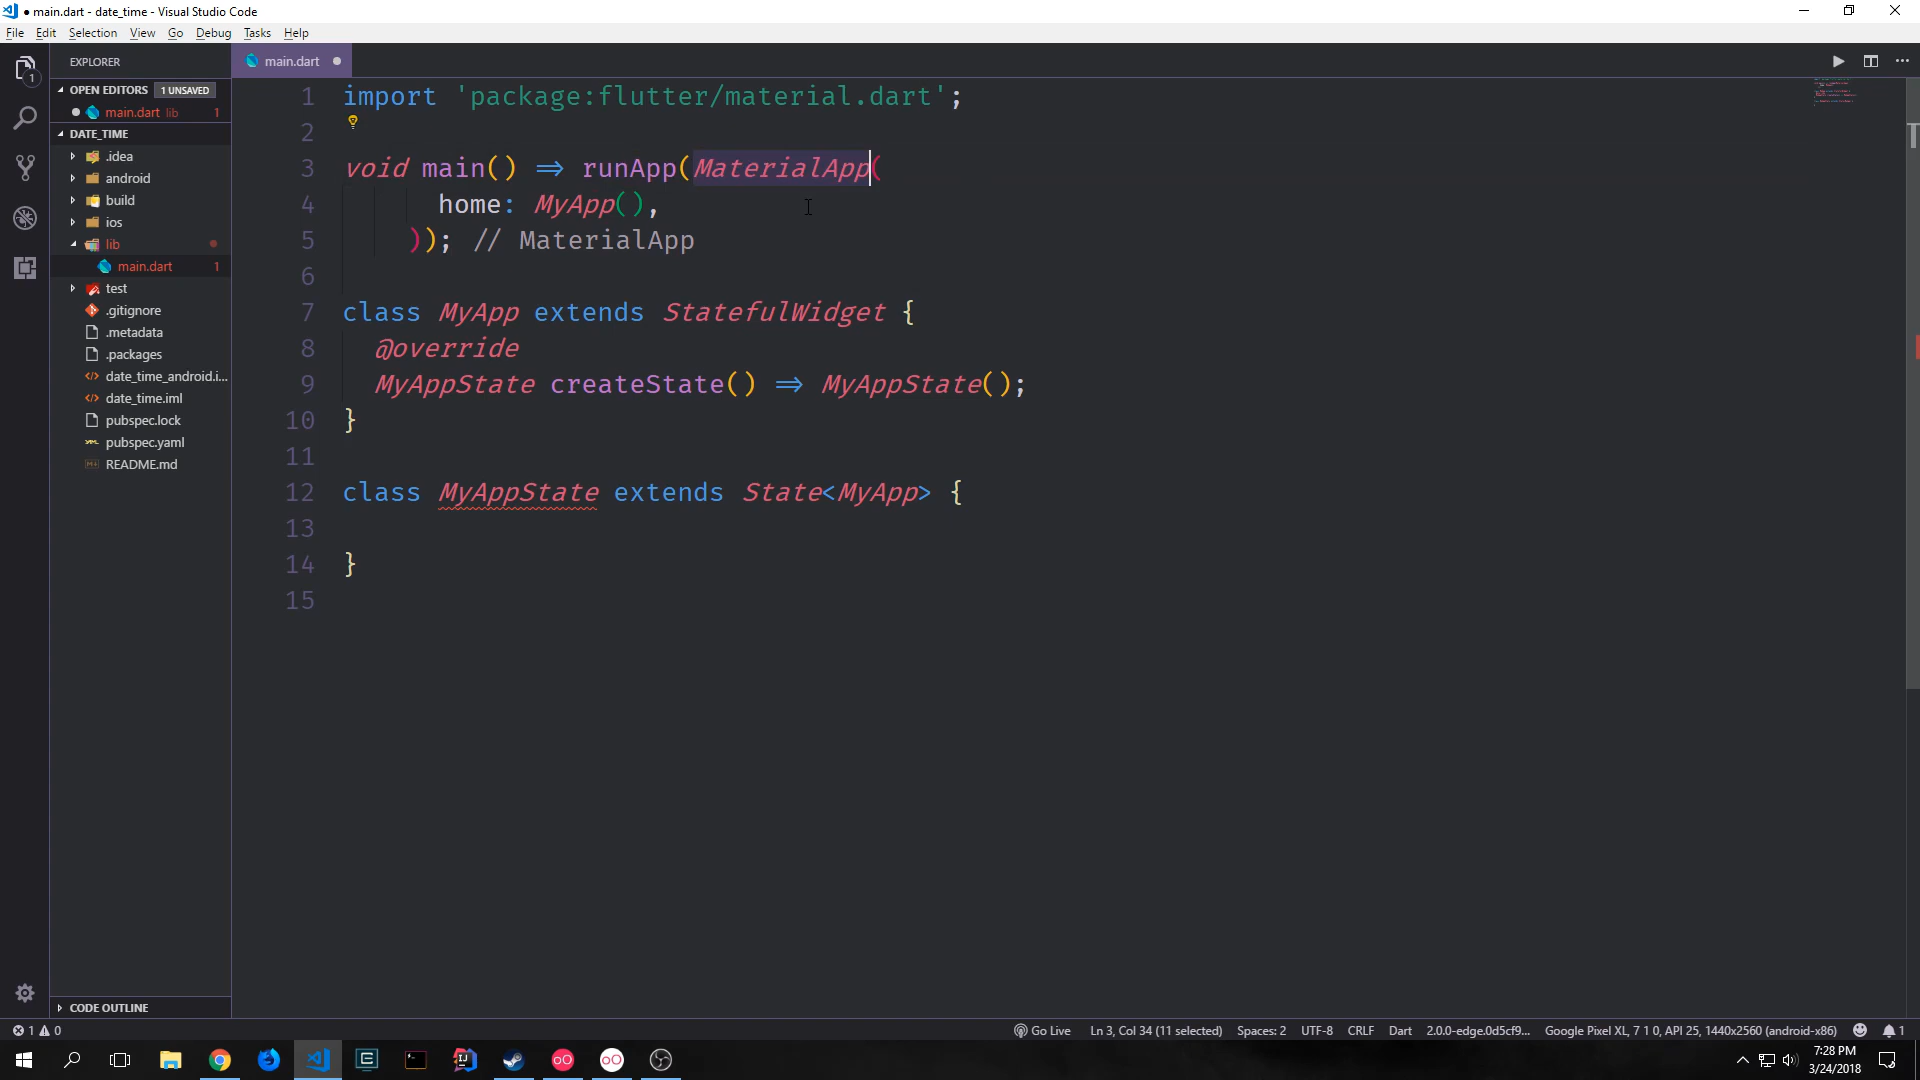 main.dart - date_time - Visual Studio Code
File Edit Selection View Go Debug Tasks Help
EXPLORER
main.dart
OPEN EDITORS 1 UNSAVED
main.dart lib 1
DATE_TIME
.idea
android
build
ios
lib
main.dart 1
test
.gitignore
.metadata
.packages
date_time_android.i...
date_time.iml
pubspec.lock
pubspec.yaml
README.md
CODE OUTLINE
1
1 import 'package:flutter/material.dart';
2
3 void main() => runApp(MaterialApp(
4 home: MyApp(),
5 )); // MaterialApp
6
7 class MyApp extends StatefulWidget {
8 @override
9 MyAppState createState() => MyAppState();
10 }
11
12 class MyAppState extends State<MyApp> {
13
14 }
15
1 0 Go Live Ln 3, Col 34 (11 selected) Spaces: 2 UTF-8 CRLF Dart 2.0.0-edge.0d5cf9... Google Pixel XL, 7 1 0, API 25, 1440x2560 (android-x86) 1
7:28 PM
3/24/2018